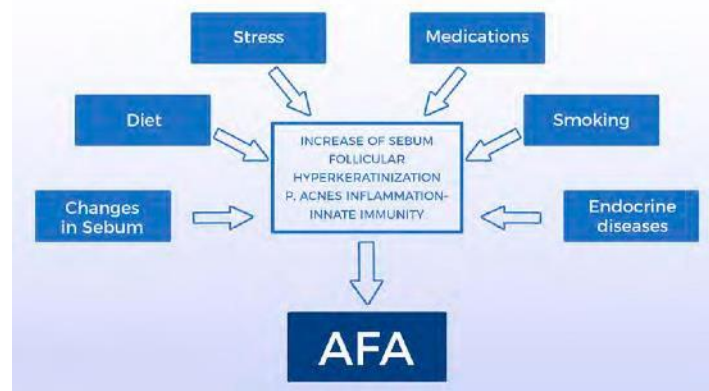 Stress
Medications
Diet
Smoking
INCREASE OF SEBUM
FOLLICULAR
HYPERKERATINIZATION
P. ACNES INFLAMMATION-
INNATE IMMUNITY
Changes
in Sebum
Endocrine
diseases
AFA